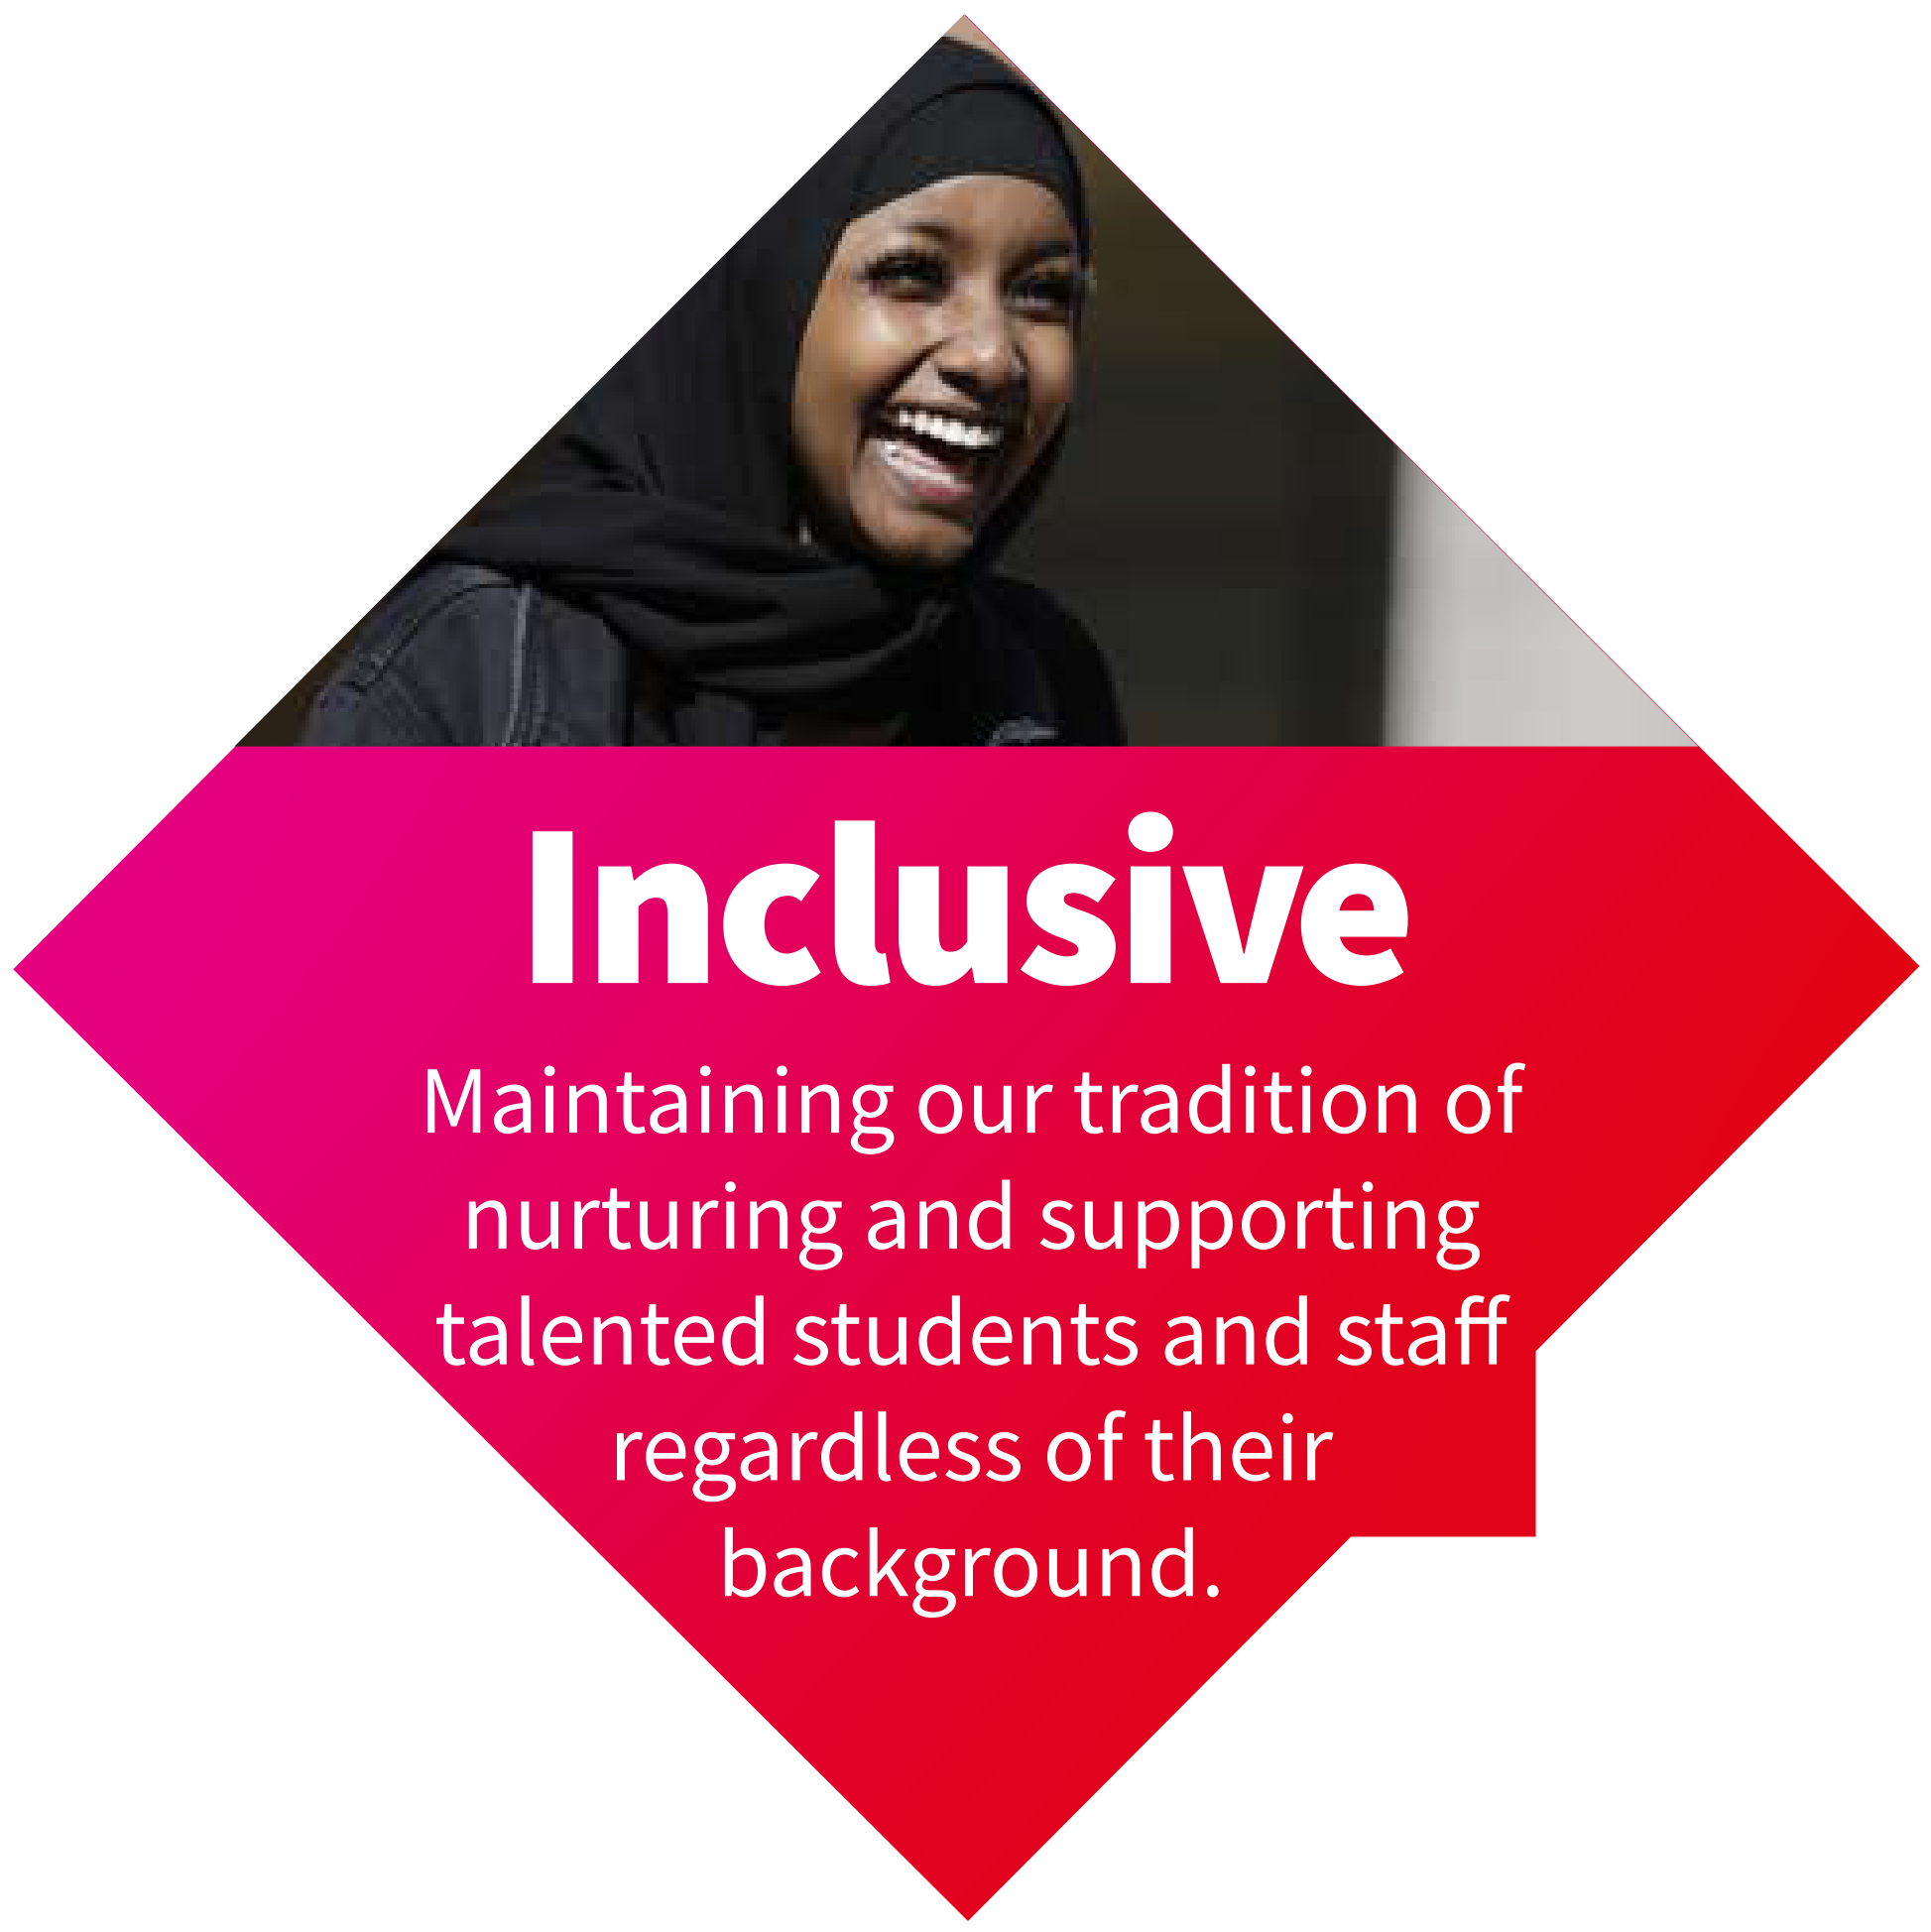 Inclusive
Maintaining our tradition of
nurturing and supporting
talented students and staff
regardless of their
background.